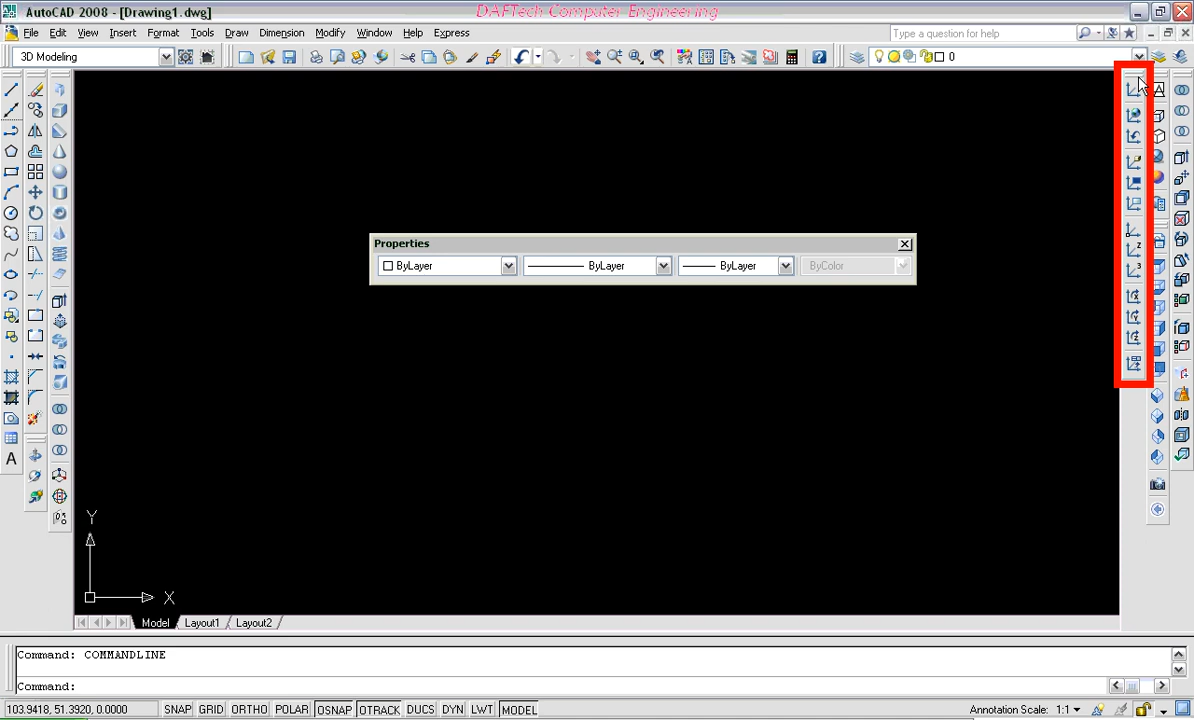 AutoCAD 2008 - [Drawing1.dwg]
DAFTech Computer Engineering
File Edit View Insert Format Tools Draw Dimension Modify Window Help Express
Type a question for help
3D Modeling
0
Properties
ByLayer ByLayer ByLayer ByColor
A
Y
X
Model Layout1 Layout2
Command: COMMANDLINE
Command:
103.9418, 51.3920, 0.0000 SNAP GRID ORTHO POLAR OSNAP OTRACK DUCS DYN LWT MODEL Annotation Scale: 1:1